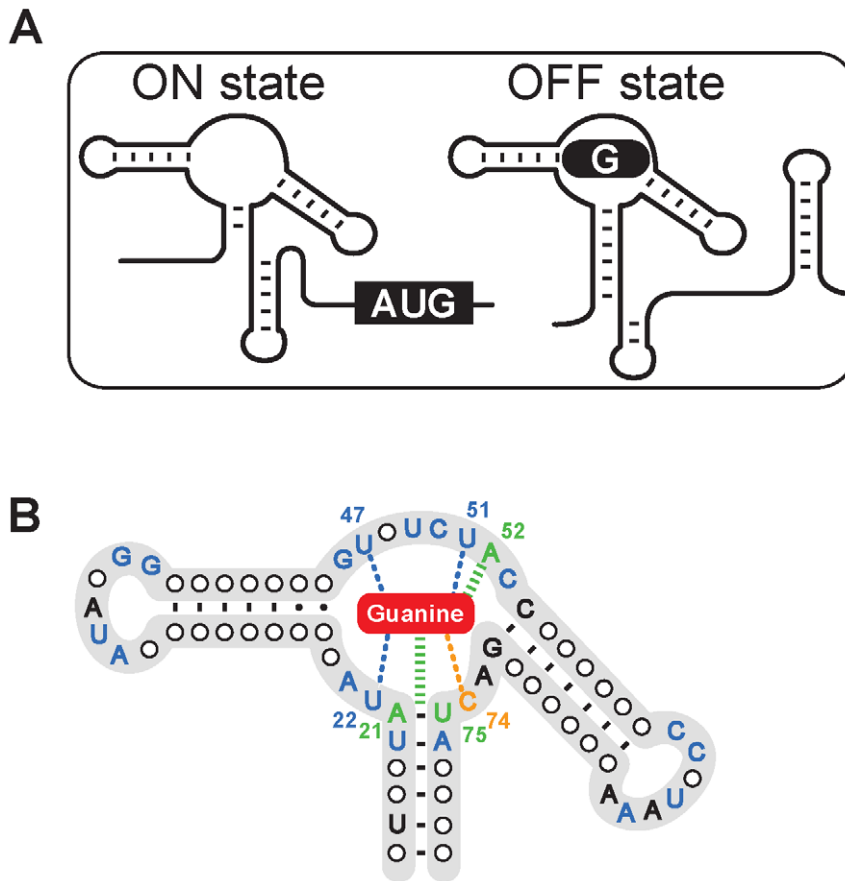 A
ON state OFF state
G
AUG
B
47 51
52
G U U C U A C C
G G
A U A
Guanine
A U A
22 21
U
U
U C 74
75
A
A G
C C
U A A A